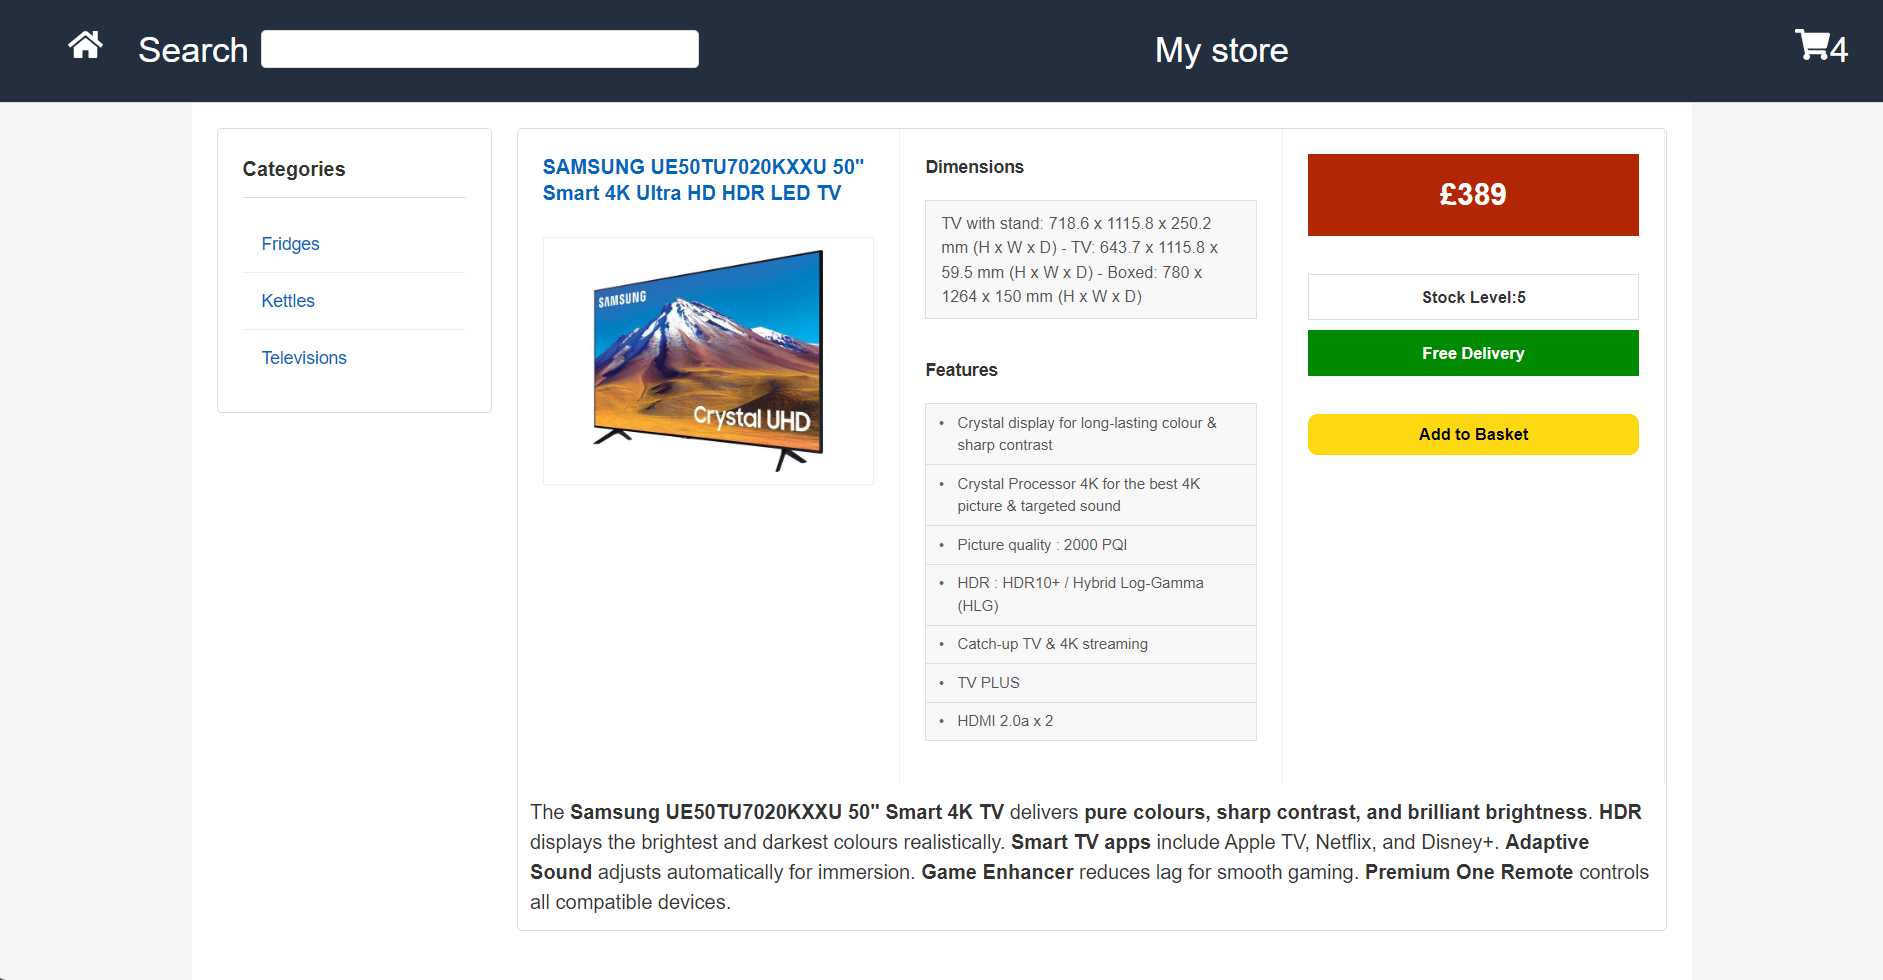 Search
My store
4
Categories
Fridges
Kettles
Televisions
SAMSUNG UE50TU7020KXXU 50"
Smart 4K Ultra HD HDR LED TV
SAMSUNG
Crystal UHD
Dimensions
TV with stand: 718.6 x 1115.8 x 250.2
mm (H x W x D) - TV: 643.7 x 1115.8 x
59.5 mm (H x W x D) - Boxed: 780 x
1264 x 150 mm (H x W x D)
Features
• Crystal display for long-lasting colour &
sharp contrast
• Crystal Processor 4K for the best 4K
picture & targeted sound
• Picture quality : 2000 PQI
• HDR : HDR10+ / Hybrid Log-Gamma
(HLG)
• Catch-up TV & 4K streaming
• TV PLUS
• HDMI 2.0a x 2
£389
Stock Level:5
Free Delivery
Add to Basket
The Samsung UE50TU7020KXXU 50" Smart 4K TV delivers pure colours, sharp contrast, and brilliant brightness. HDR
displays the brightest and darkest colours realistically. Smart TV apps include Apple TV, Netflix, and Disney+. Adaptive
Sound adjusts automatically for immersion. Game Enhancer reduces lag for smooth gaming. Premium One Remote controls
all compatible devices.